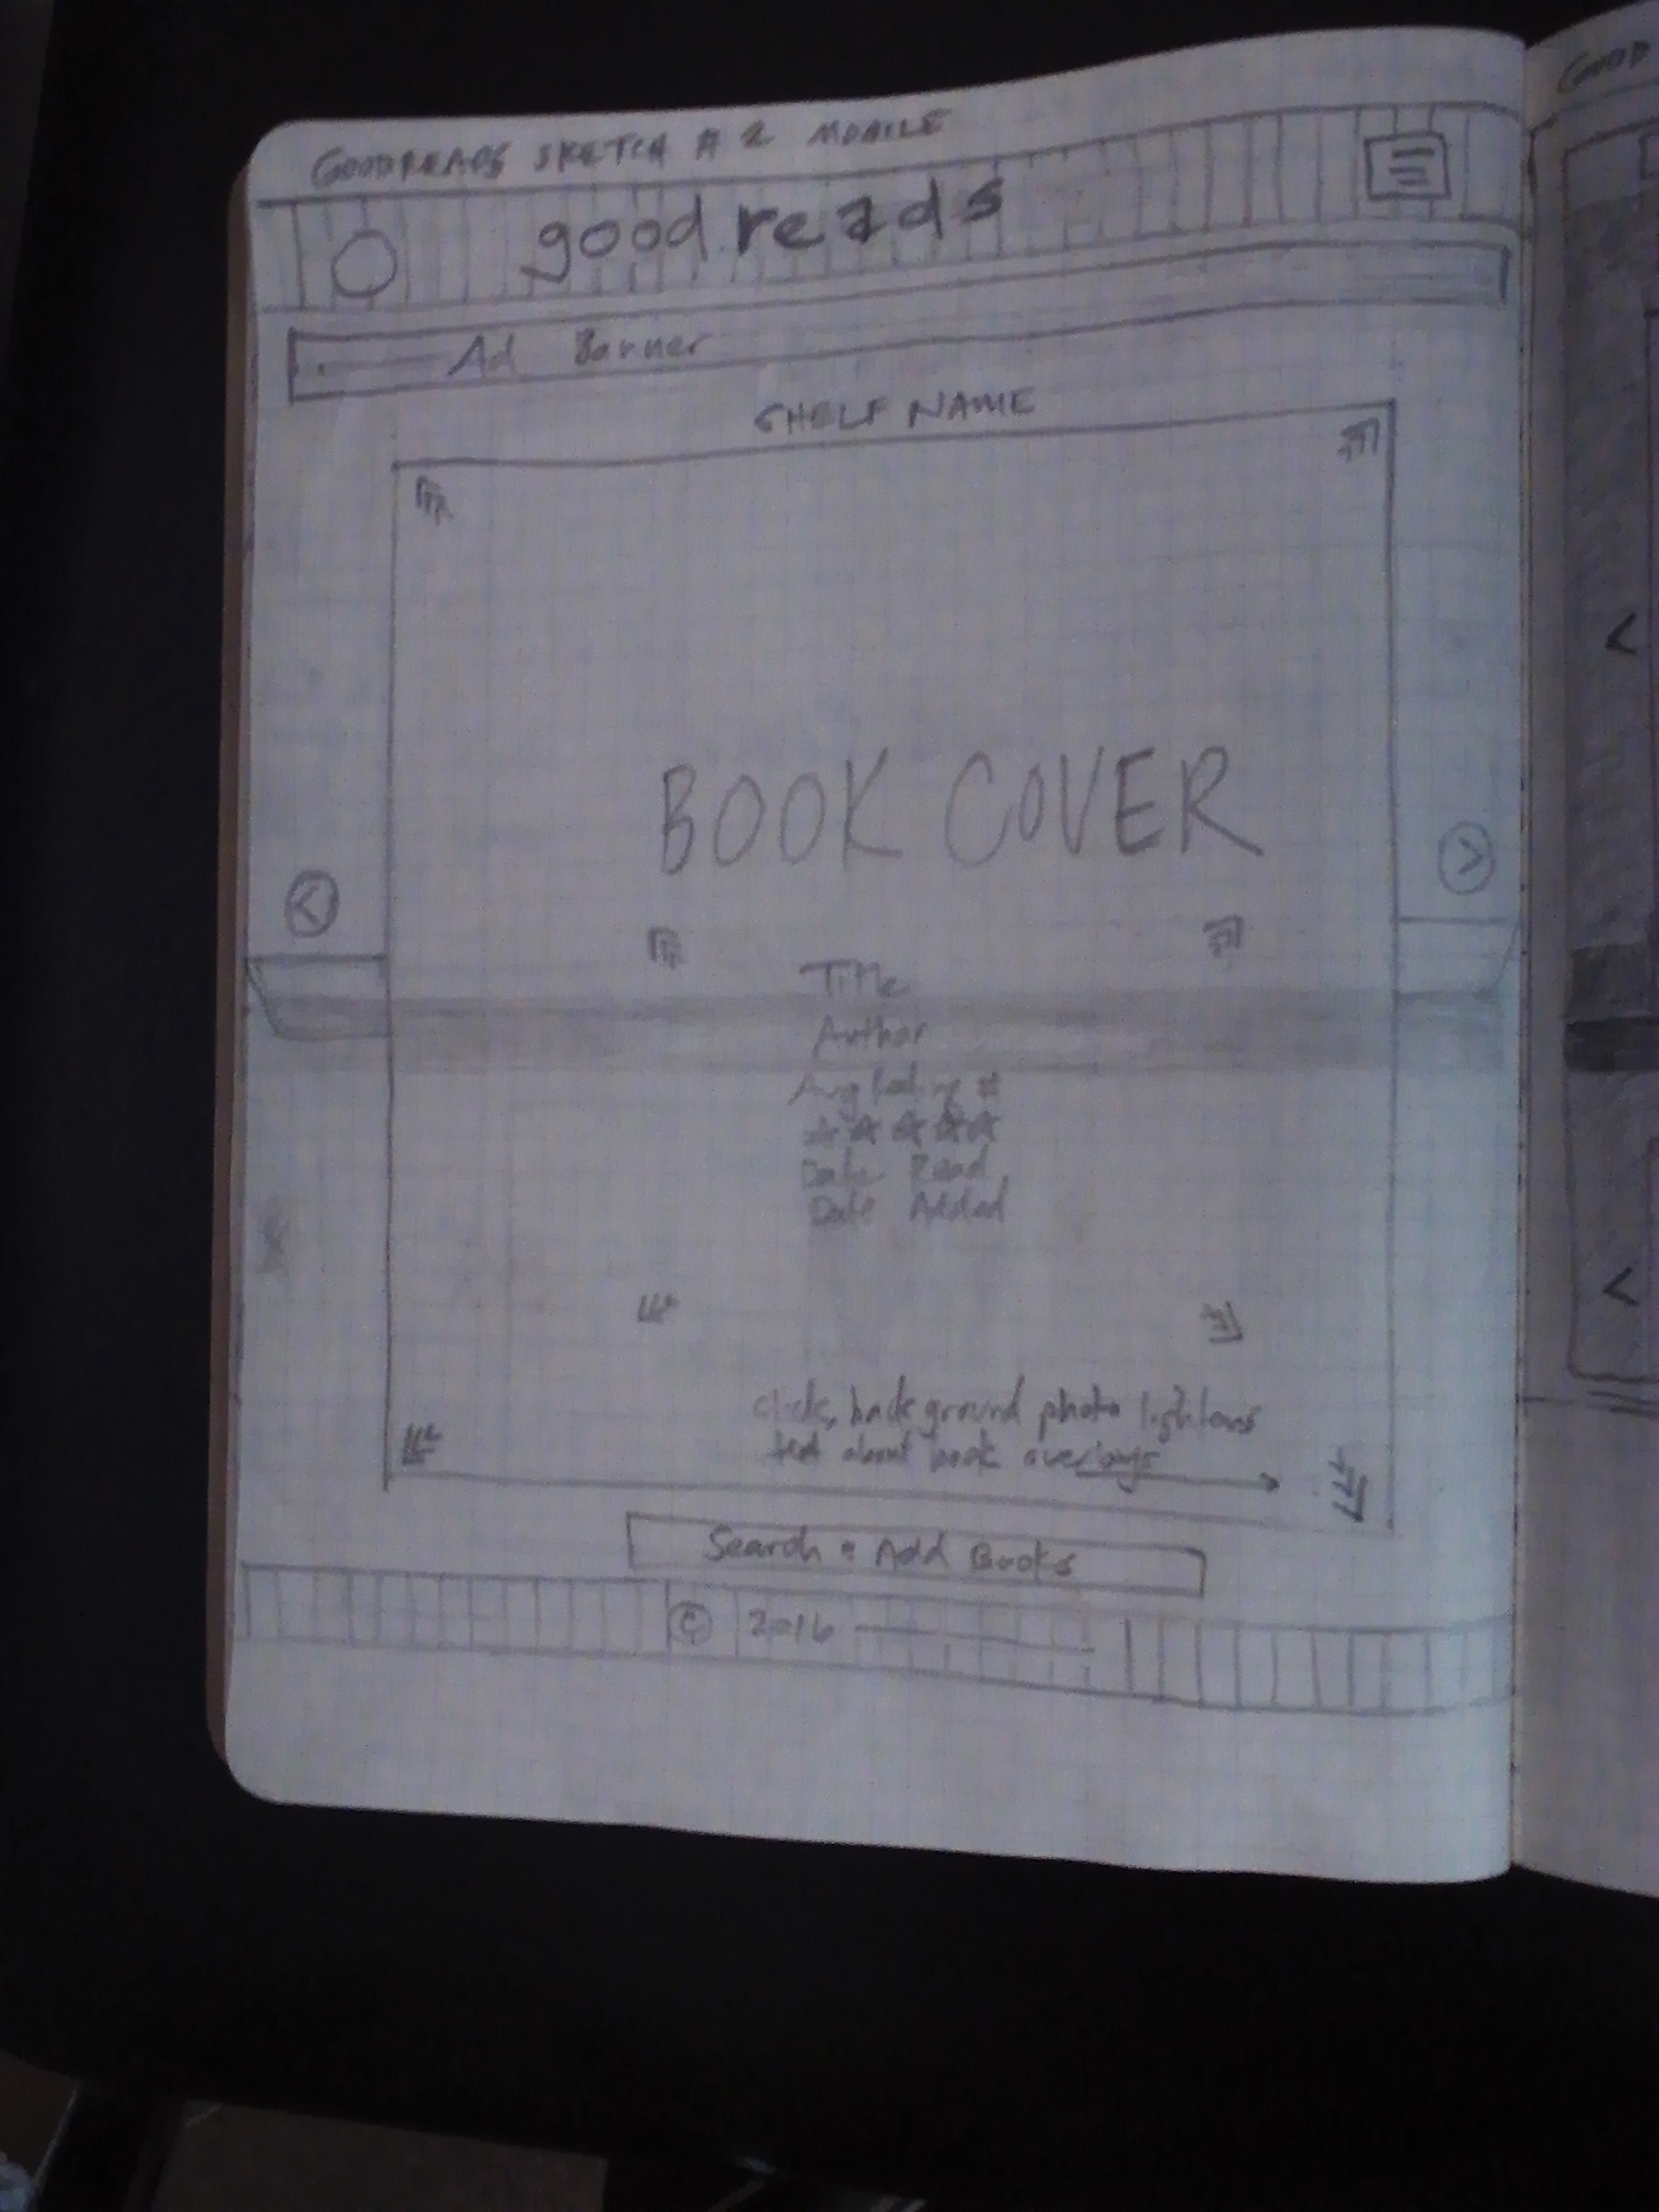 GOODREADS SKETCH # 2 MOBILE
goodreads
Ad Banner
SHELF NAME
BOOK COVER
<
>
Title
Author
Avg Rating #
☆☆☆☆☆
Date Read
Date Added
click, background photo lightens
text about book overlays
Search + Add Books
© 2016
GOOD
<
<